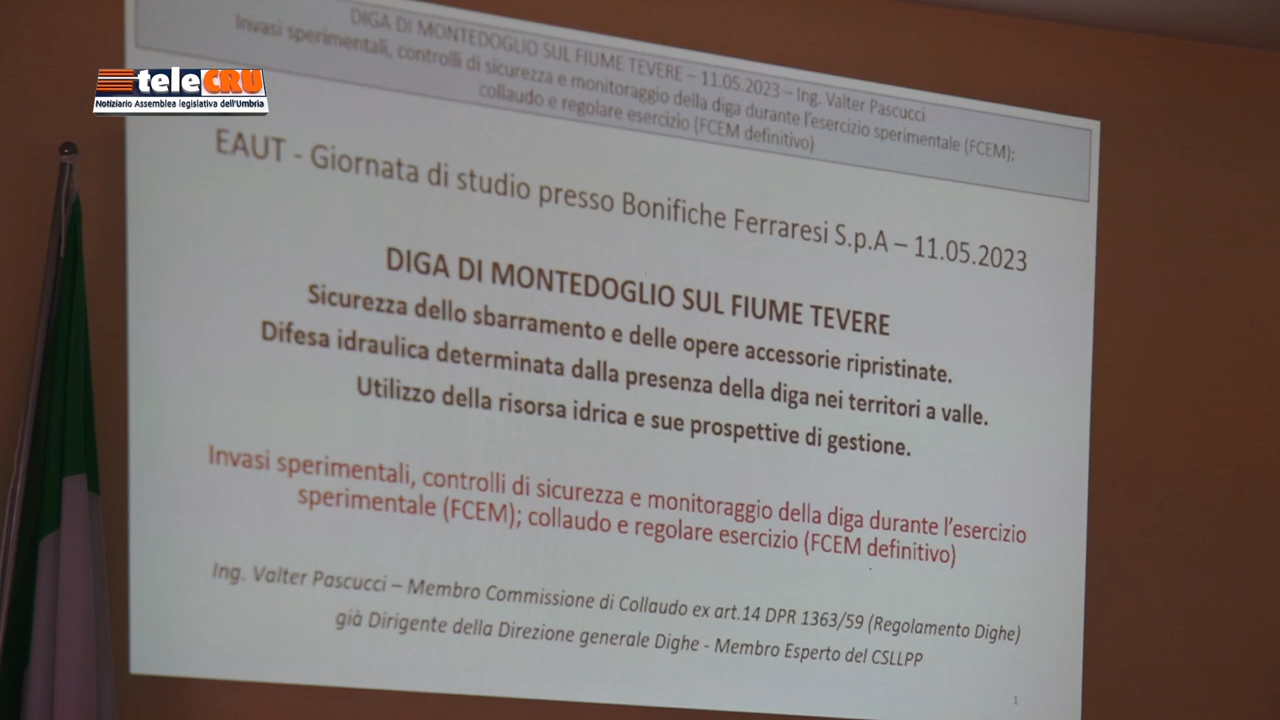 teleCRU
Notiziario Assemblea legislativa dell'Umbria
DIGA DI MONTEDOGLIO SUL FIUME TEVERE – 11.05.2023 – Ing. Valter Pascucci
Invasi sperimentali, controlli di sicurezza e monitoraggio della diga durante l'esercizio sperimentale (FCEM);
collaudo e regolare esercizio (FCEM definitivo)
EAUT - Giornata di studio presso Bonifiche Ferraresi S.p.A – 11.05.2023
DIGA DI MONTEDOGLIO SUL FIUME TEVERE
Sicurezza dello sbarramento e delle opere accessorie ripristinate.
Difesa idraulica determinata dalla presenza della diga nei territori a valle.
Utilizzo della risorsa idrica e sue prospettive di gestione.
Invasi sperimentali, controlli di sicurezza e monitoraggio della diga durante l'esercizio
sperimentale (FCEM); collaudo e regolare esercizio (FCEM definitivo)
Ing. Valter Pascucci – Membro Commissione di Collaudo ex art.14 DPR 1363/59 (Regolamento Dighe)
già Dirigente della Direzione generale Dighe - Membro Esperto del CSLLPP
1